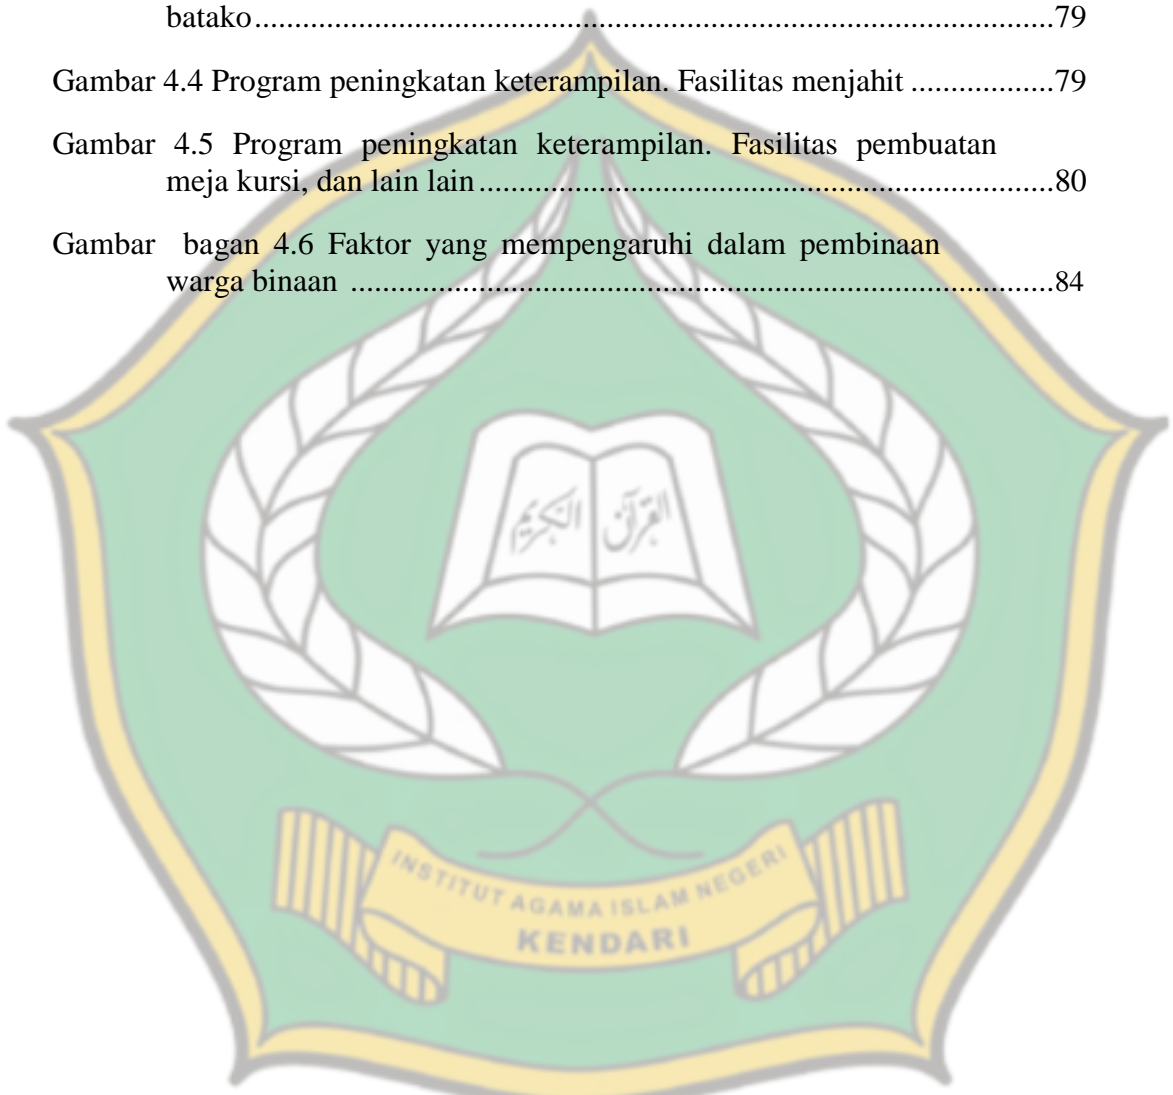 batako....................................................................................................79
Gambar 4.4 Program peningkatan keterampilan. Fasilitas menjahit ..................79
Gambar 4.5 Program peningkatan keterampilan. Fasilitas pembuatan
meja kursi, dan lain lain........................................................................80
Gambar bagan 4.6 Faktor yang mempengaruhi dalam pembinaan
warga binaan ........................................................................................84
القرآن الكريم
INSTITUT AGAMA ISLAM NEGERI
KENDARI